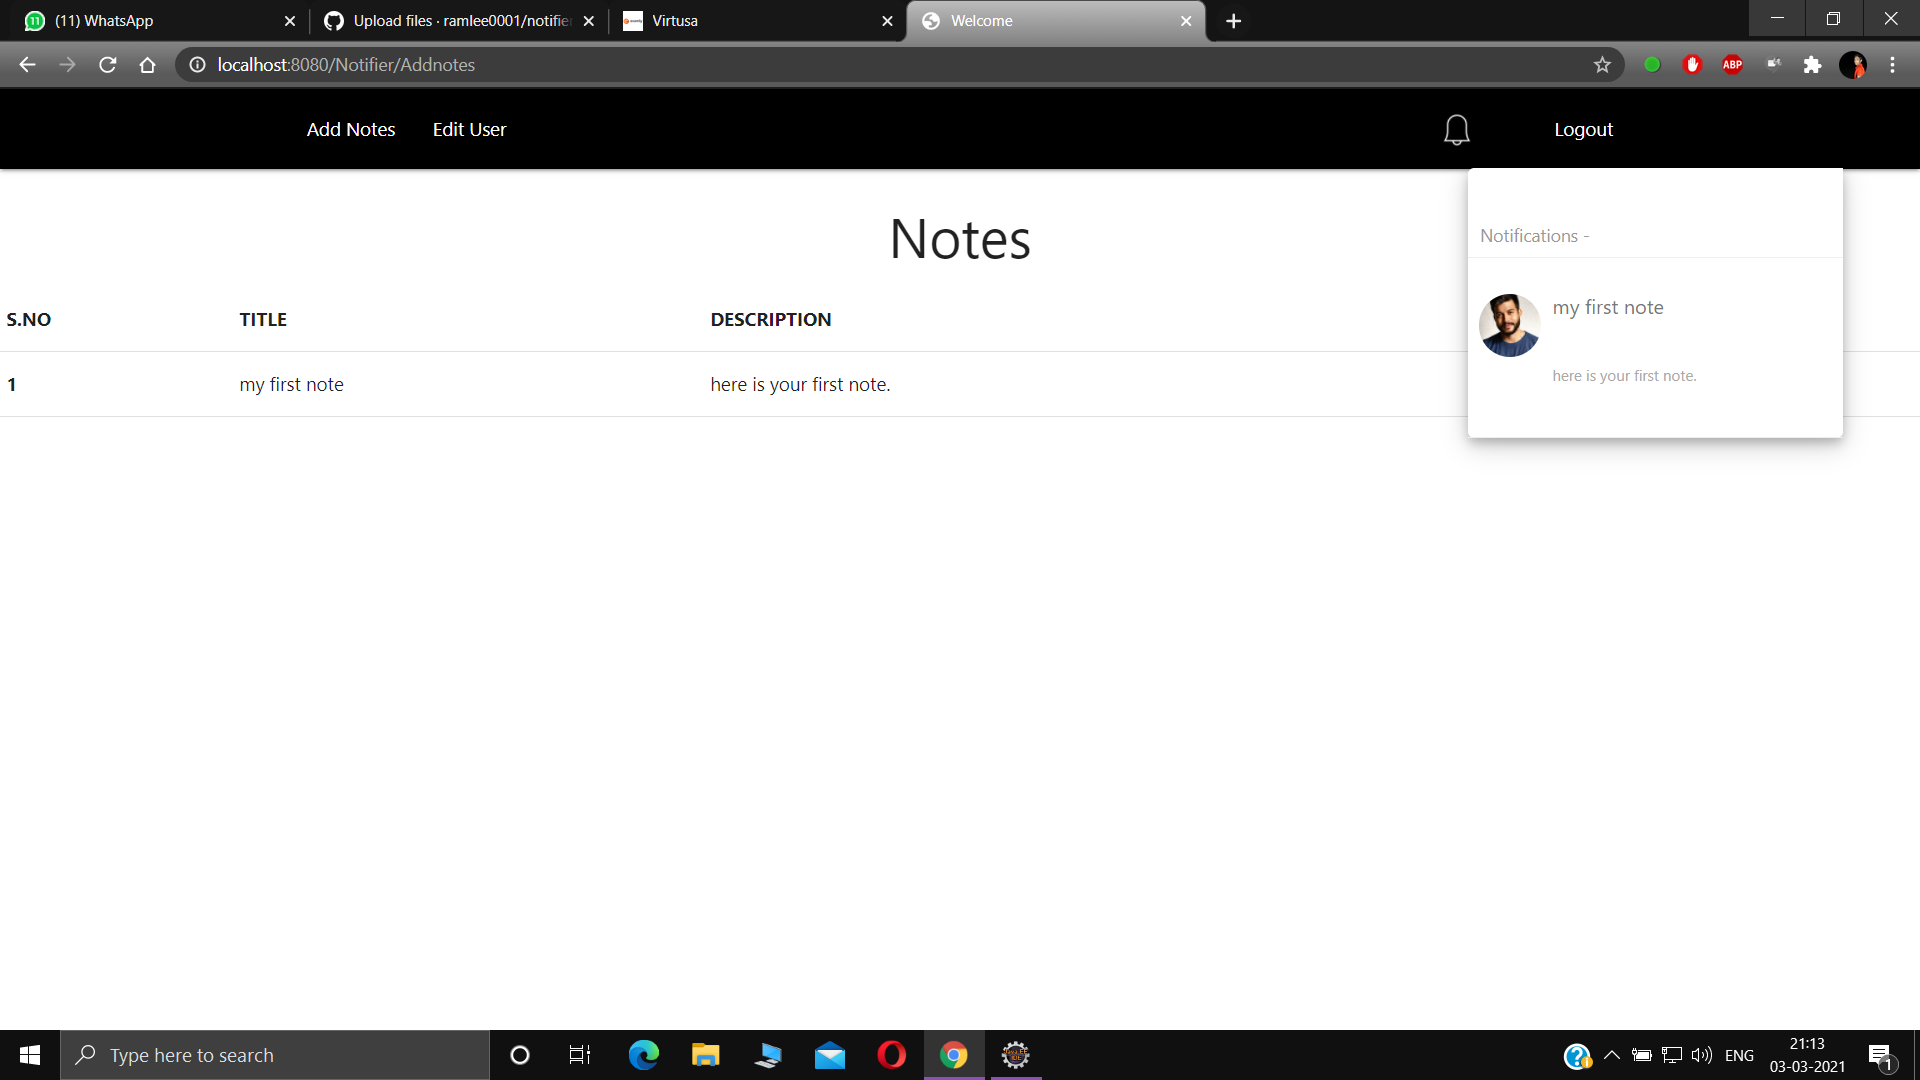 (11) WhatsApp
Upload files · ramlee0001/notifier
Virtusa
Welcome
localhost:8080/Notifier/Addnotes
ABP
Add Notes
Edit User
Logout
Notes
Notifications -
S.NO
TITLE
DESCRIPTION
my first note
1
my first note
here is your first note.
here is your first note.
Type here to search
ENG
21:13
03-03-2021
1